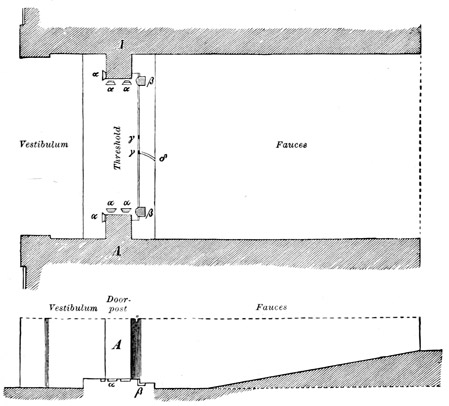 1
α
β
α α
Vestibulum
Threshold
γ
γ
δ
Fauces
α α
α
β
A
Vestibulum
Door-
post
Fauces
A
α
β